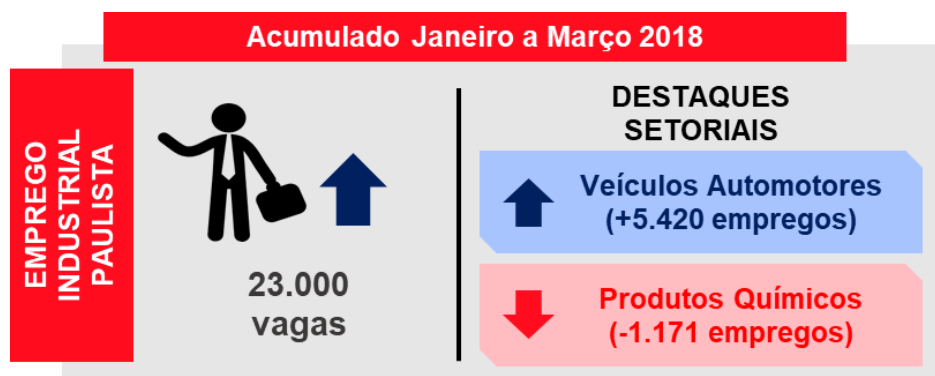 Acumulado Janeiro a Março 2018
EMPREGO
INDUSTRIAL
PAULISTA
23.000
vagas
DESTAQUES
SETORIAIS
Veículos Automotores
(+5.420 empregos)
Produtos Químicos
(-1.171 empregos)